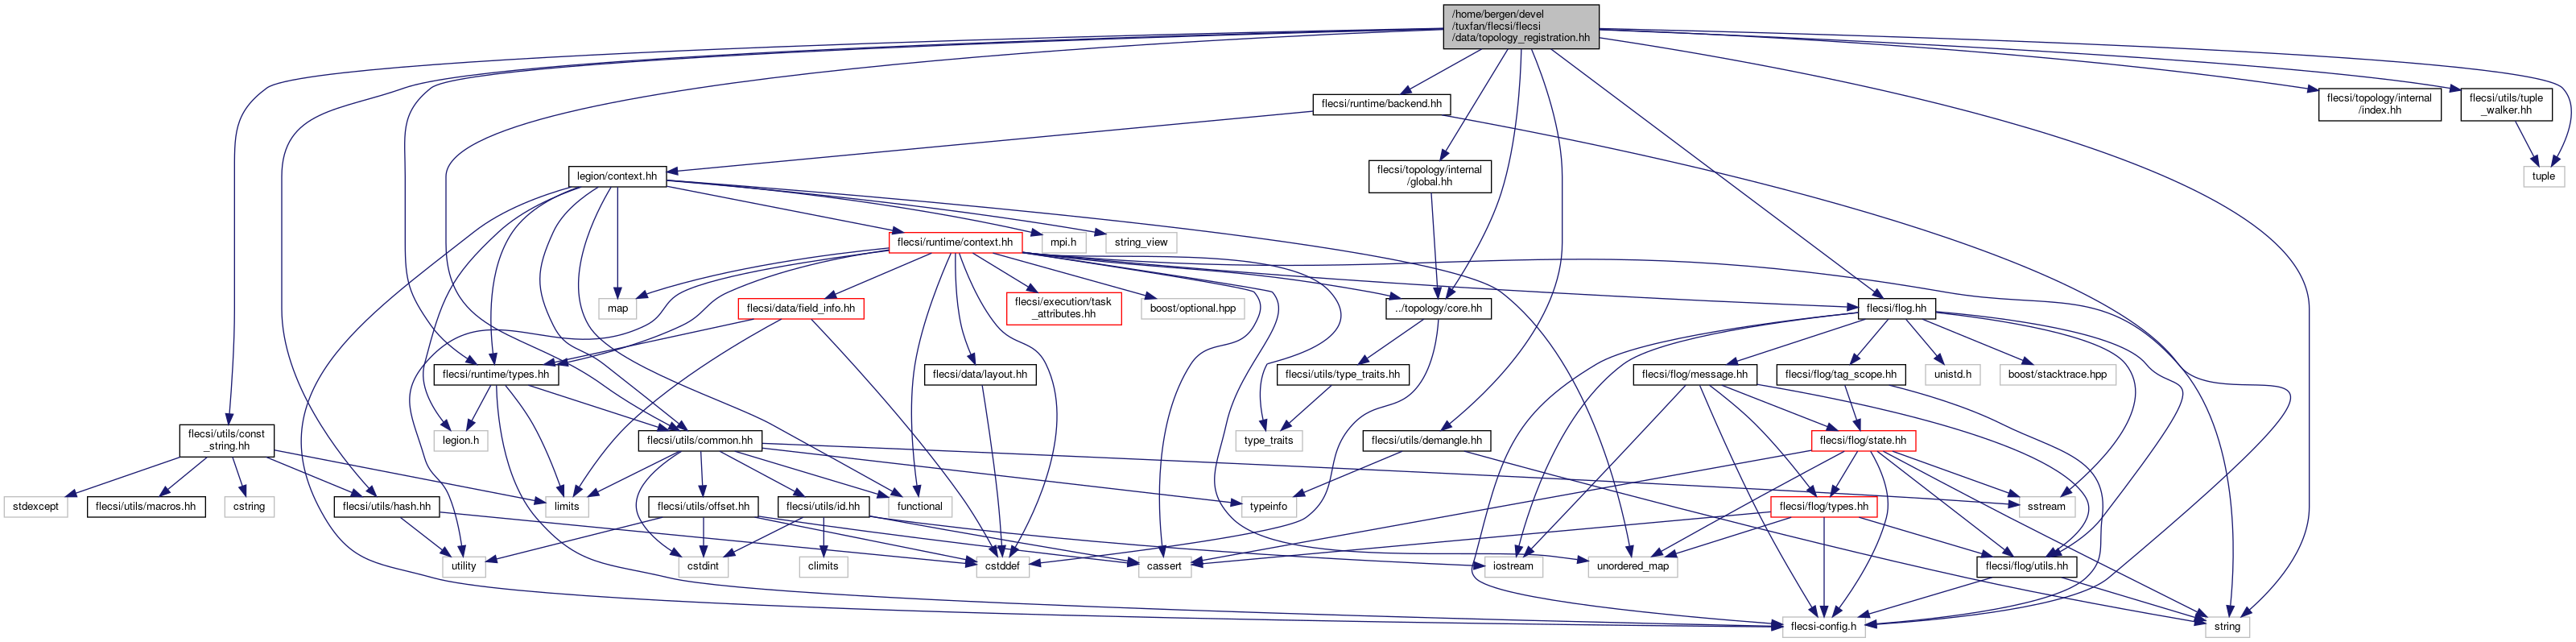 /home/bergen/devel
/tuxfan/flecsi/flecsi
/data/topology_registration.hh
flecsi/runtime/backend.hh
flecsi/topology/internal
/index.hh
flecsi/utils/tuple
_walker.hh
legion/context.hh
flecsi/topology/internal
/global.hh
tuple
flecsi/runtime/context.hh
mpi.h
string_view
map
flecsi/data/field_info.hh
flecsi/execution/task
_attributes.hh
boost/optional.hpp
../topology/core.hh
flecsi/flog.hh
flecsi/runtime/types.hh
flecsi/data/layout.hh
flecsi/utils/type_traits.hh
flecsi/flog/message.hh
flecsi/flog/tag_scope.hh
unistd.h
boost/stacktrace.hpp
flecsi/utils/const
_string.hh
legion.h
flecsi/utils/common.hh
type_traits
flecsi/utils/demangle.hh
flecsi/flog/state.hh
stdexcept
flecsi/utils/macros.hh
cstring
flecsi/utils/hash.hh
limits
flecsi/utils/offset.hh
flecsi/utils/id.hh
functional
typeinfo
flecsi/flog/types.hh
sstream
utility
cstdint
climits
cstddef
cassert
iostream
unordered_map
flecsi/flog/utils.hh
flecsi-config.h
string